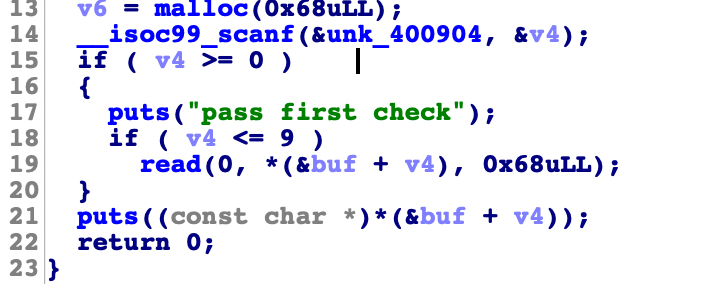 13 v6 = malloc(0x68uLL);
14 __isoc99_scanf(&unk_400904, &v4);
15 if ( v4 >= 0 )
16 {
17 puts("pass first check");
18 if ( v4 <= 9 )
19 read(0, *(&buf + v4), 0x68uLL);
20 }
21 puts((const char *)*(&buf + v4));
22 return 0;
23 }